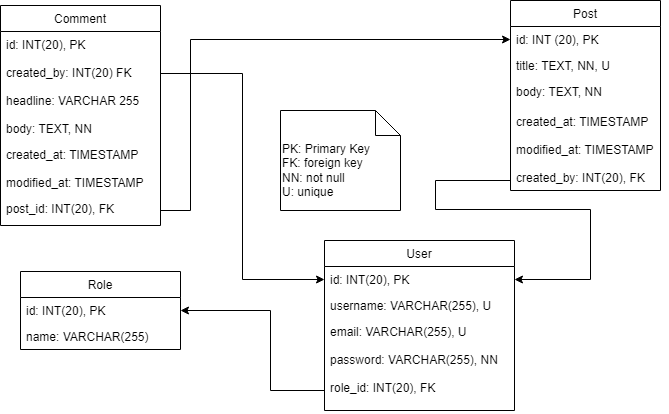 Comment
id: INT(20), PK
created_by: INT(20) FK
headline: VARCHAR 255
body: TEXT, NN
created_at: TIMESTAMP
modified_at: TIMESTAMP
post_id: INT(20), FK
Post
id: INT (20), PK
title: TEXT, NN, U
body: TEXT, NN
created_at: TIMESTAMP
modified_at: TIMESTAMP
created_by: INT(20), FK
PK: Primary Key
FK: foreign key
NN: not null
U: unique
User
id: INT(20), PK
username: VARCHAR(255), U
email: VARCHAR(255), U
password: VARCHAR(255), NN
role_id: INT(20), FK
Role
id: INT(20), PK
name: VARCHAR(255)